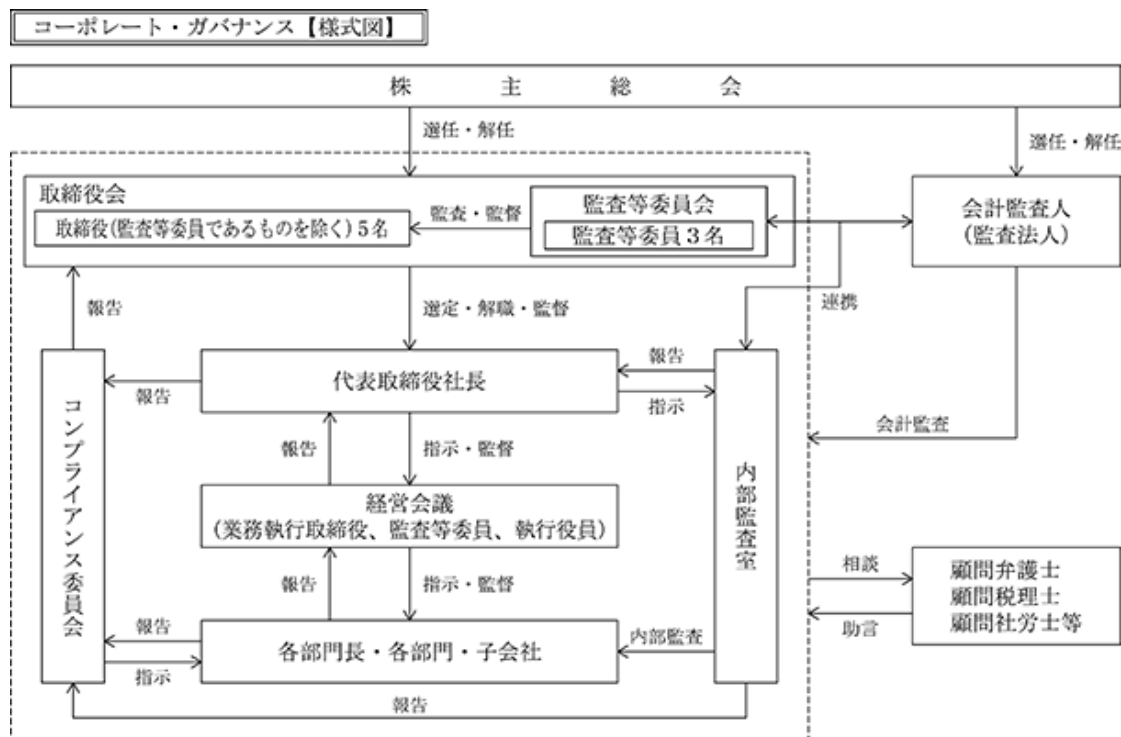 コーポレート・ガバナンス【様式図】
株主総会
選任・解任
選任・解任
取締役会
取締役(監査等委員であるものを除く)5名
監査・監督
監査等委員会
監査等委員3名
会計監査人
(監査法人)
報告
選定・解職・監督
連携
代表取締役社長
報告
報告
指示
コンプライアンス委員会
報告
指示・監督
会計監査
経営会議
(業務執行取締役、監査等委員、執行役員)
内部監査室
報告
指示・監督
相談
助言
顧問弁護士
顧問税理士
顧問社労士等
報告
指示
各部門長・各部門・子会社
内部監査
報告